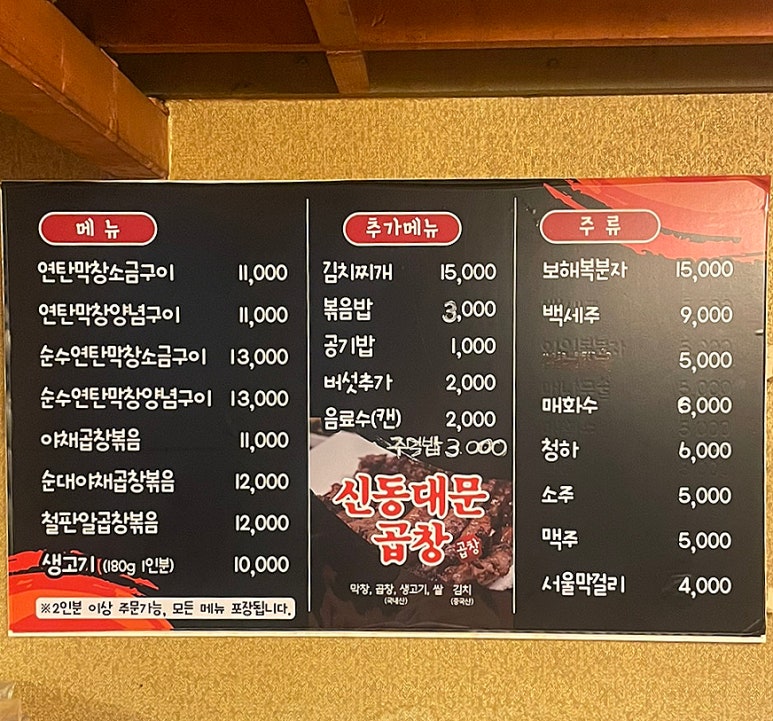 메뉴
연탄막창소금구이 11,000
연탄막창양념구이 11,000
순수연탄막창소금구이 13,000
순수연탄막창양념구이 13,000
야채곱창볶음 11,000
순대야채곱창볶음 12,000
철판알곱창볶음 12,000
생고기((180g 1인분) 10,000
※2인분 이상 주문가능, 모든 메뉴 포장됩니다.
추가메뉴
김치찌개 15,000
볶음밥 3,000
공기밥 1,000
버섯추가 2,000
음료수(캔) 2,000
주먹밥 3.000
신동대문
곱창
곱창
막창, 곱창, 생고기, 쌀 김치
(국내산) (중국산)
주류
보해복분자 15,000
백세주 9,000
5,000
매화수 6,000
청하 6,000
소주 5,000
맥주 5,000
서울막걸리 4,000